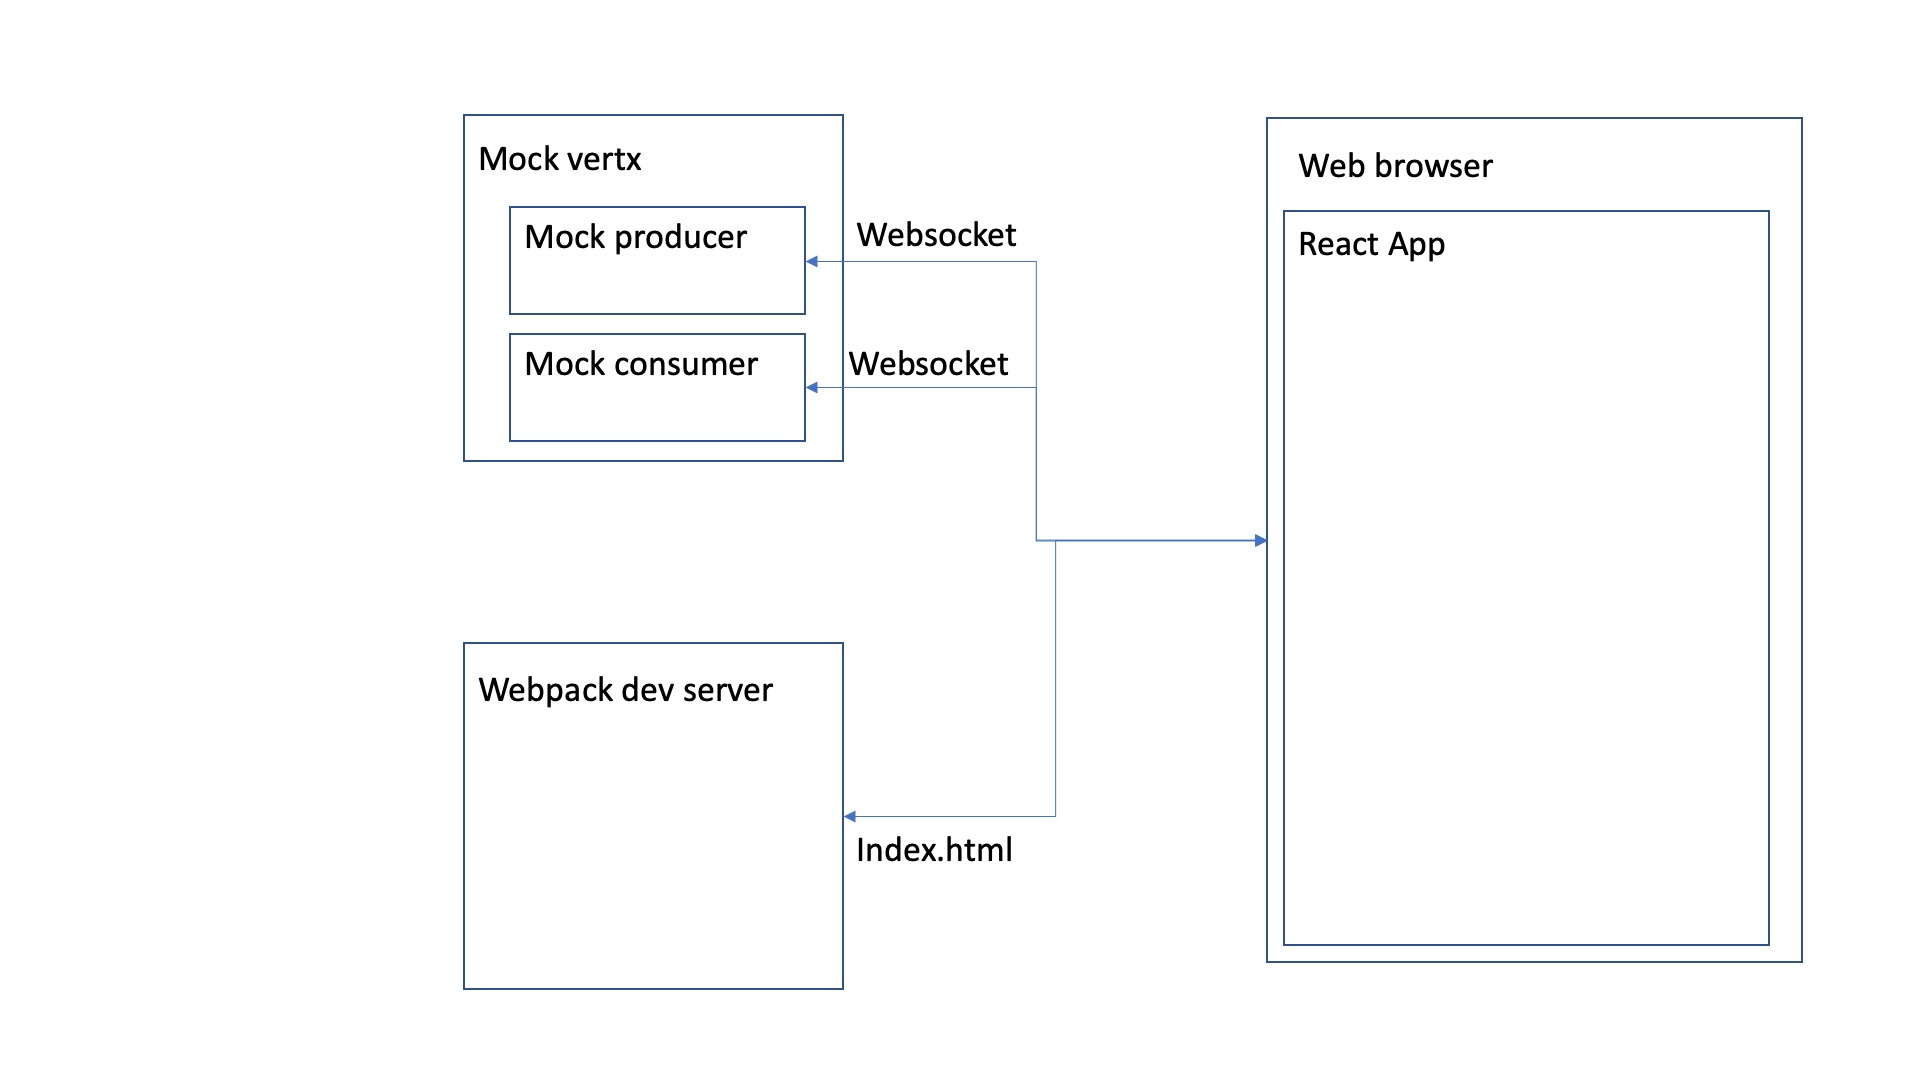 Mock vertx
Mock producer
Websocket
Mock consumer
Websocket
Web browser
React App
Webpack dev server
Index.html